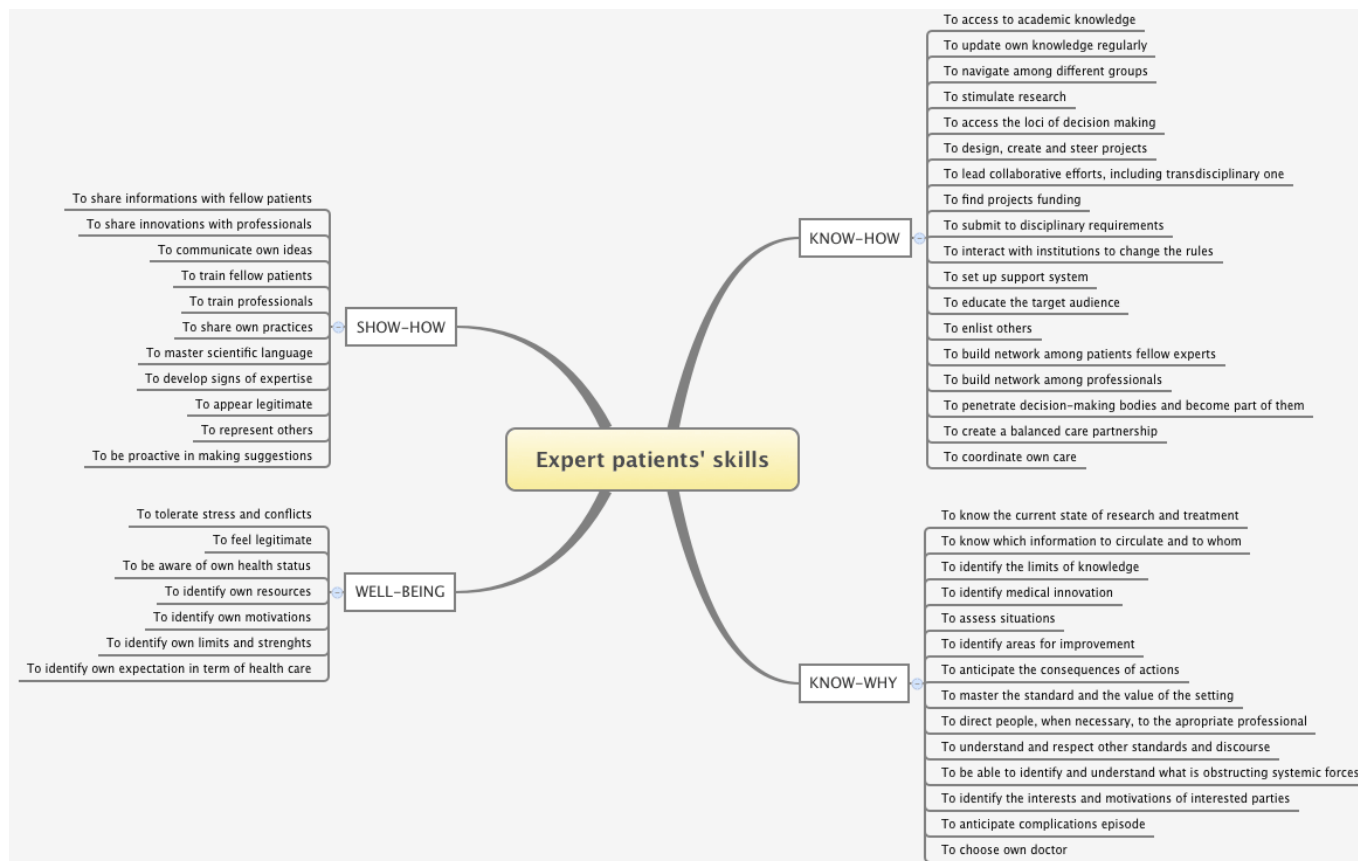 Expert patients' skills
KNOW-HOW
To access to academic knowledge
To update own knowledge regularly
To navigate among different groups
To stimulate research
To access the loci of decision making
To design, create and steer projects
To lead collaborative efforts, including transdisciplinary one
To find projects funding
To submit to disciplinary requirements
To interact with institutions to change the rules
To set up support system
To educate the target audience
To enlist others
To build network among patients fellow experts
To build network among professionals
To penetrate decision-making bodies and become part of them
To create a balanced care partnership
To coordinate own care
KNOW-WHY
To know the current state of research and treatment
To know which information to circulate and to whom
To identify the limits of knowledge
To identify medical innovation
To assess situations
To identify areas for improvement
To anticipate the consequences of actions
To master the standard and the value of the setting
To direct people, when necessary, to the apropriate professional
To understand and respect other standards and discourse
To be able to identify and understand what is obstructing systemic forces
To identify the interests and motivations of interested parties
To anticipate complications episode
To choose own doctor
SHOW-HOW
To share informations with fellow patients
To share innovations with professionals
To communicate own ideas
To train fellow patients
To train professionals
To share own practices
To master scientific language
To develop signs of expertise
To appear legitimate
To represent others
To be proactive in making suggestions
WELL-BEING
To tolerate stress and conflicts
To feel legitimate
To be aware of own health status
To identify own resources
To identify own motivations
To identify own limits and strenghts
To identify own expectation in term of health care